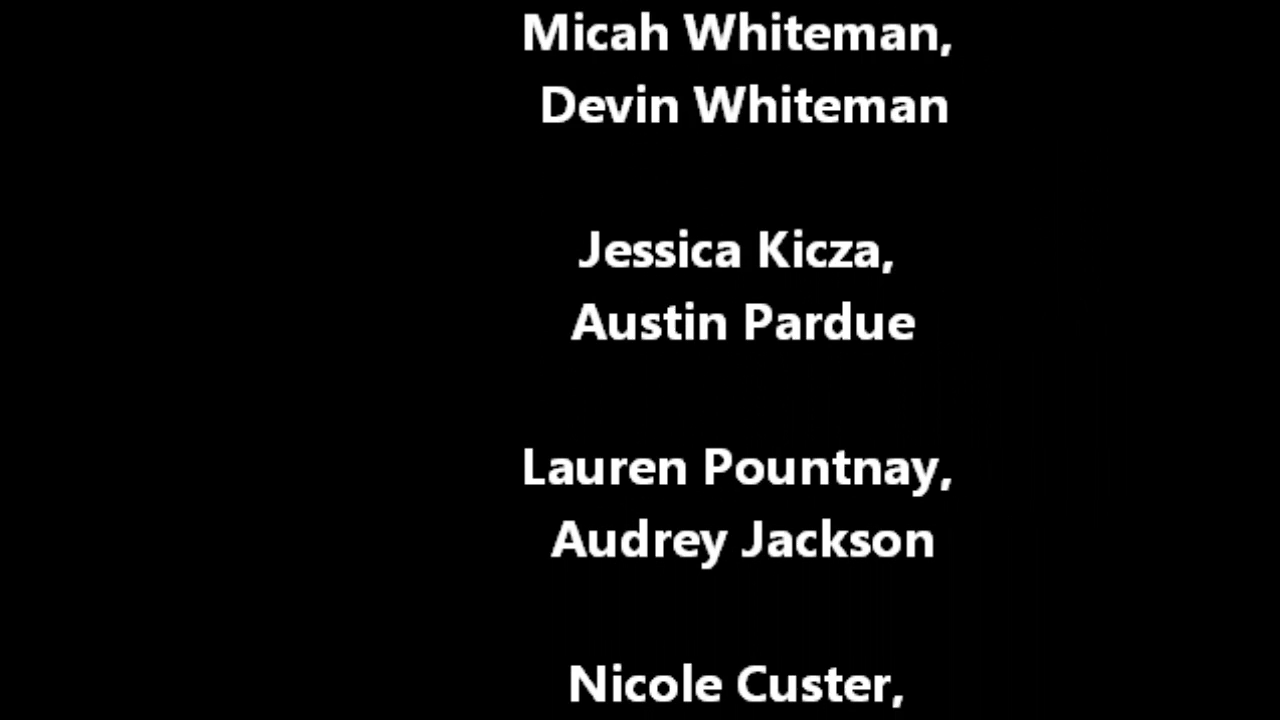 Micah Whiteman,
Devin Whiteman
Jessica Kicza,
Austin Pardue
Lauren Pountnay,
Audrey Jackson
Nicole Custer,